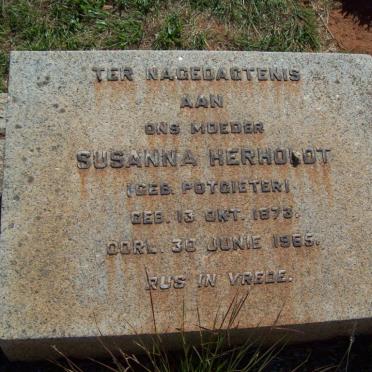 TER NAGEDAGTENIS
AAN
ONS MOEDER
SUSANNA HERHOLDT
(GEB. POTGIETER)
GEB. 13 OKT. 1873.
OORL. 30 JUNIE 1965.
RUS IN VREDE.